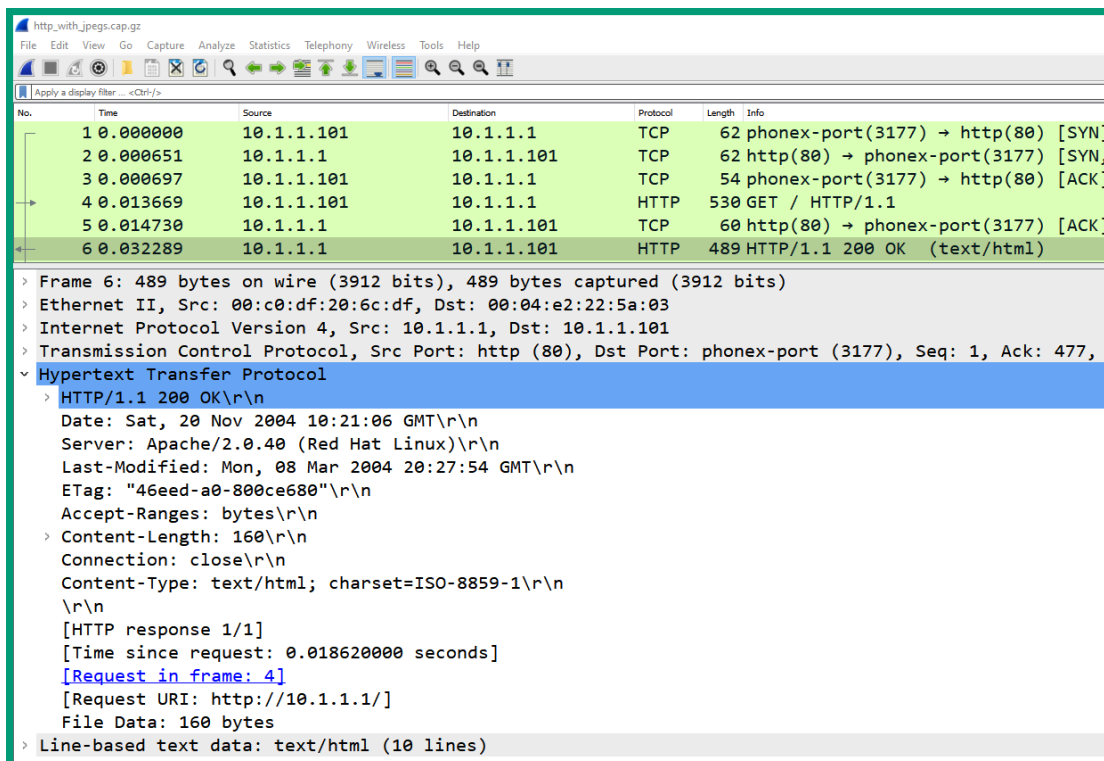 http_with_jpegs.cap.gz
File Edit View Go Capture Analyze Statistics Telephony Wireless Tools Help
Apply a display filter ... <Ctrl-/>
No. Time Source Destination Protocol Length Info
1 0.000000 10.1.1.101 10.1.1.1 TCP 62 phonex-port(3177) → http(80) [SYN]
2 0.000651 10.1.1.1 10.1.1.101 TCP 62 http(80) → phonex-port(3177) [SYN,
3 0.000697 10.1.1.101 10.1.1.1 TCP 54 phonex-port(3177) → http(80) [ACK]
4 0.013669 10.1.1.101 10.1.1.1 HTTP 530 GET / HTTP/1.1
5 0.014730 10.1.1.1 10.1.1.101 TCP 60 http(80) → phonex-port(3177) [ACK]
6 0.032289 10.1.1.1 10.1.1.101 HTTP 489 HTTP/1.1 200 OK (text/html)
Frame 6: 489 bytes on wire (3912 bits), 489 bytes captured (3912 bits)
Ethernet II, Src: 00:c0:df:20:6c:df, Dst: 00:04:e2:22:5a:03
Internet Protocol Version 4, Src: 10.1.1.1, Dst: 10.1.1.101
Transmission Control Protocol, Src Port: http (80), Dst Port: phonex-port (3177), Seq: 1, Ack: 477,
Hypertext Transfer Protocol
HTTP/1.1 200 OK\r\n
Date: Sat, 20 Nov 2004 10:21:06 GMT\r\n
Server: Apache/2.0.40 (Red Hat Linux)\r\n
Last-Modified: Mon, 08 Mar 2004 20:27:54 GMT\r\n
ETag: "46eed-a0-800ce680"\r\n
Accept-Ranges: bytes\r\n
Content-Length: 160\r\n
Connection: close\r\n
Content-Type: text/html; charset=ISO-8859-1\r\n
\r\n
[HTTP response 1/1]
[Time since request: 0.018620000 seconds]
[Request in frame: 4]
[Request URI: http://10.1.1.1/]
File Data: 160 bytes
Line-based text data: text/html (10 lines)